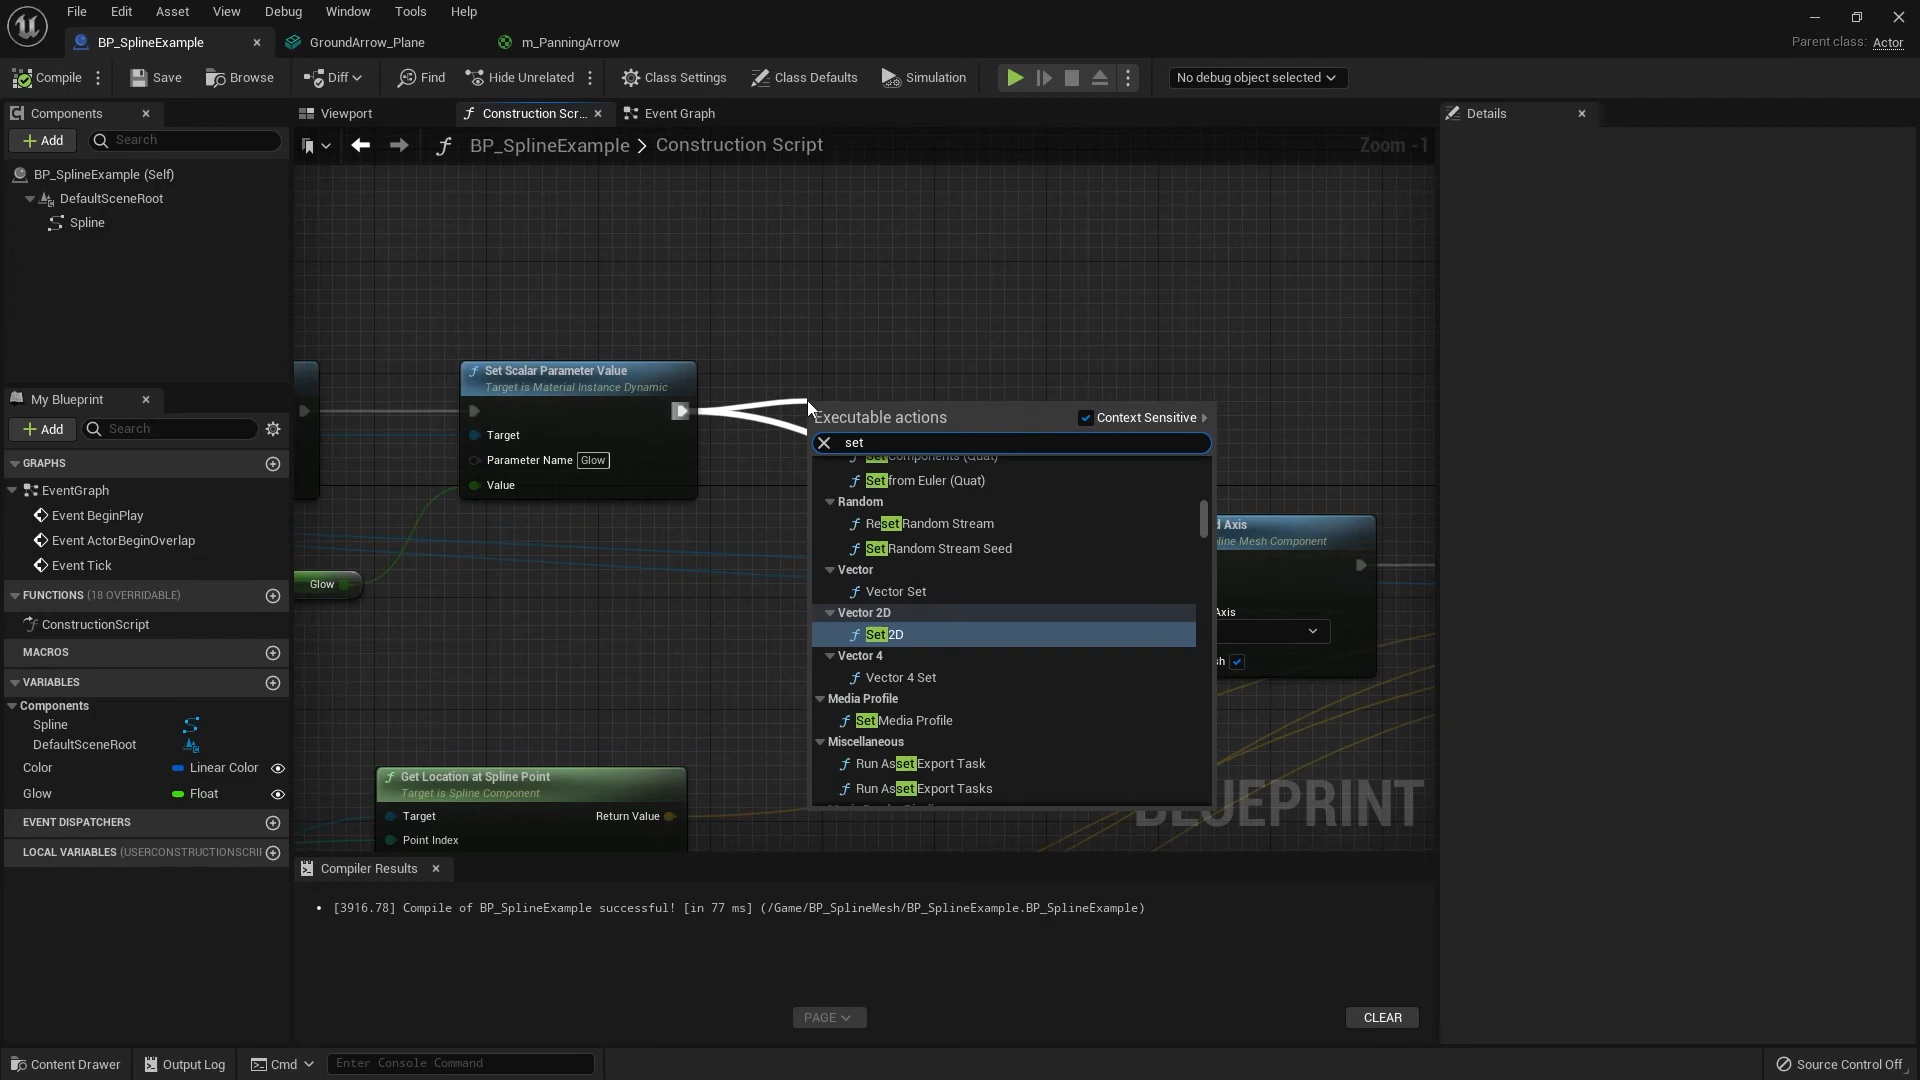 File Edit Asset View Debug Window Tools Help
BP_SplineExample GroundArrow_Plane m_PanningArrow
Parent class: Actor
Compile Save Browse Diff Find Hide Unrelated Class Settings Class Defaults Simulation No debug object selected
Components
Viewport Construction Scr... Event Graph
Details
Add Search
BP_SplineExample > Construction Script
Zoom -1
BP_SplineExample (Self)
DefaultSceneRoot
Spline
My Blueprint
Add Search
GRAPHS
EventGraph
Event BeginPlay
Event ActorBeginOverlap
Event Tick
FUNCTIONS (18 OVERRIDABLE)
ConstructionScript
MACROS
VARIABLES
Components
Spline
DefaultSceneRoot
Color Linear Color
Glow Float
EVENT DISPATCHERS
LOCAL VARIABLES (USERCONSTRUCTIONSCRI
Set Scalar Parameter Value
Target is Material Instance Dynamic
Target
Parameter Name Glow
Value
Glow
Get Location at Spline Point
Target is Spline Component
Target Return Value
Point Index
Executable actions Context Sensitive
set
Set Components (Quat)
Set from Euler (Quat)
Random
Reset Random Stream
Set Random Stream Seed
Vector
Vector Set
Vector 2D
Set 2D
Vector 4
Vector 4 Set
Media Profile
Set Media Profile
Miscellaneous
Run Asset Export Task
Run Asset Export Tasks
d Axis
line Mesh Component
Axis
sh
BLUEPRINT
Compiler Results
• [3916.78] Compile of BP_SplineExample successful! [in 77 ms] (/Game/BP_SplineMesh/BP_SplineExample.BP_SplineExample)
PAGE
CLEAR
Content Drawer Output Log Cmd Enter Console Command
Source Control Off